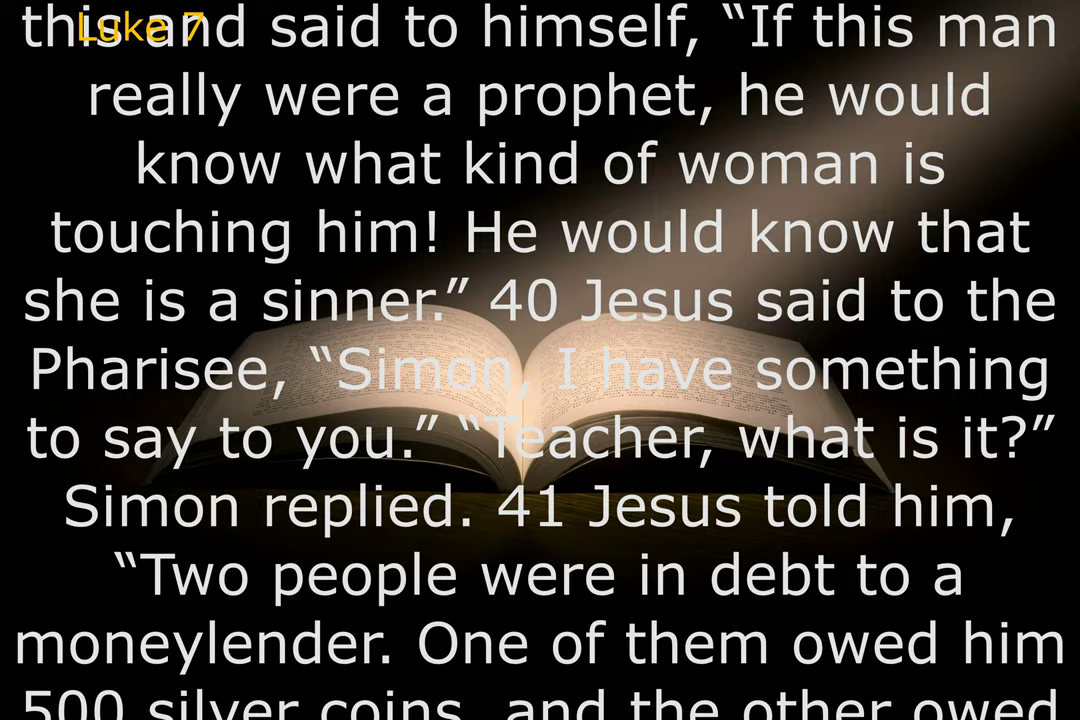 Luke 7
this and said to himself, “If this man
really were a prophet, he would
know what kind of woman is
touching him! He would know that
she is a sinner.” 40 Jesus said to the
Pharisee, “Simon, I have something
to say to you.” “Teacher, what is it?”
Simon replied. 41 Jesus told him,
“Two people were in debt to a
moneylender. One of them owed him
500 silver coins, and the other owed